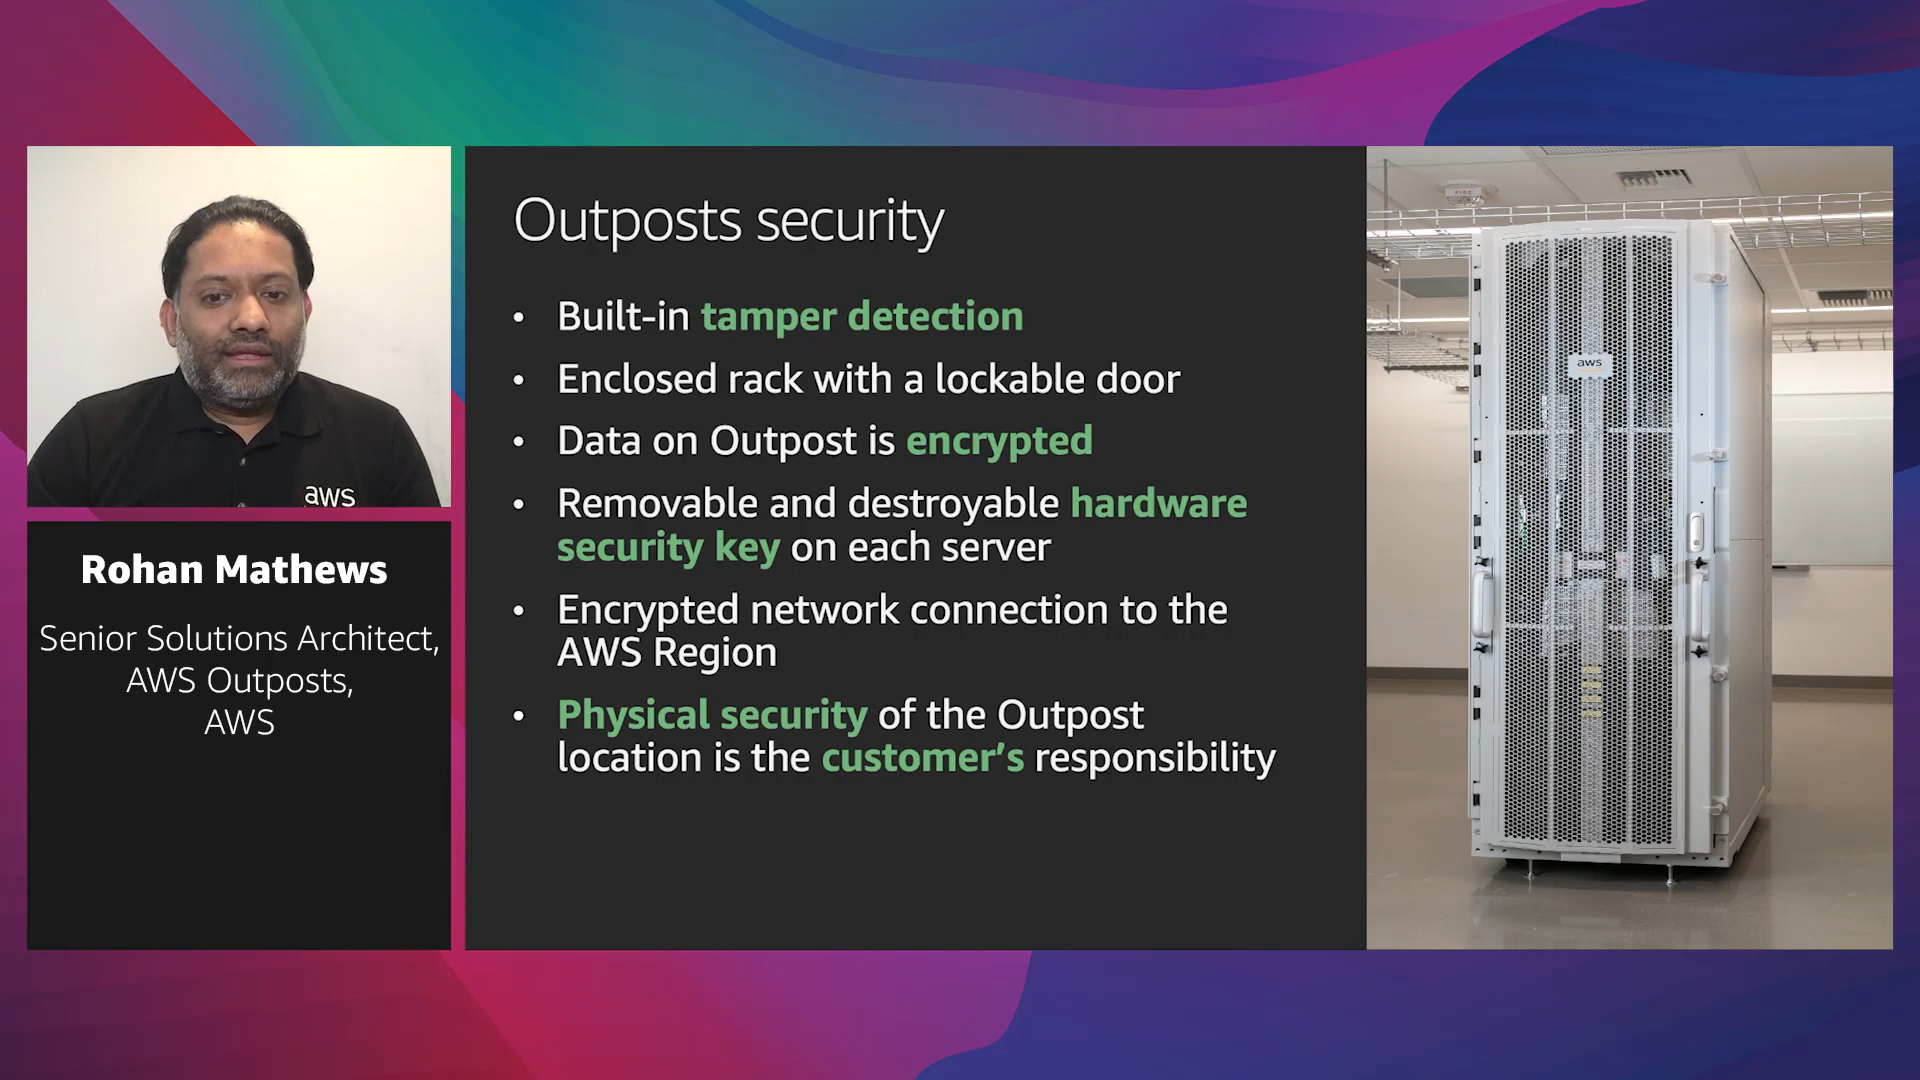 aws
Rohan Mathews
Senior Solutions Architect,
AWS Outposts,
AWS
Outposts security
• Built-in tamper detection
• Enclosed rack with a lockable door
• Data on Outpost is encrypted
• Removable and destroyable hardware
security key on each server
• Encrypted network connection to the
AWS Region
• Physical security of the Outpost
location is the customer’s responsibility
FIRE
aws